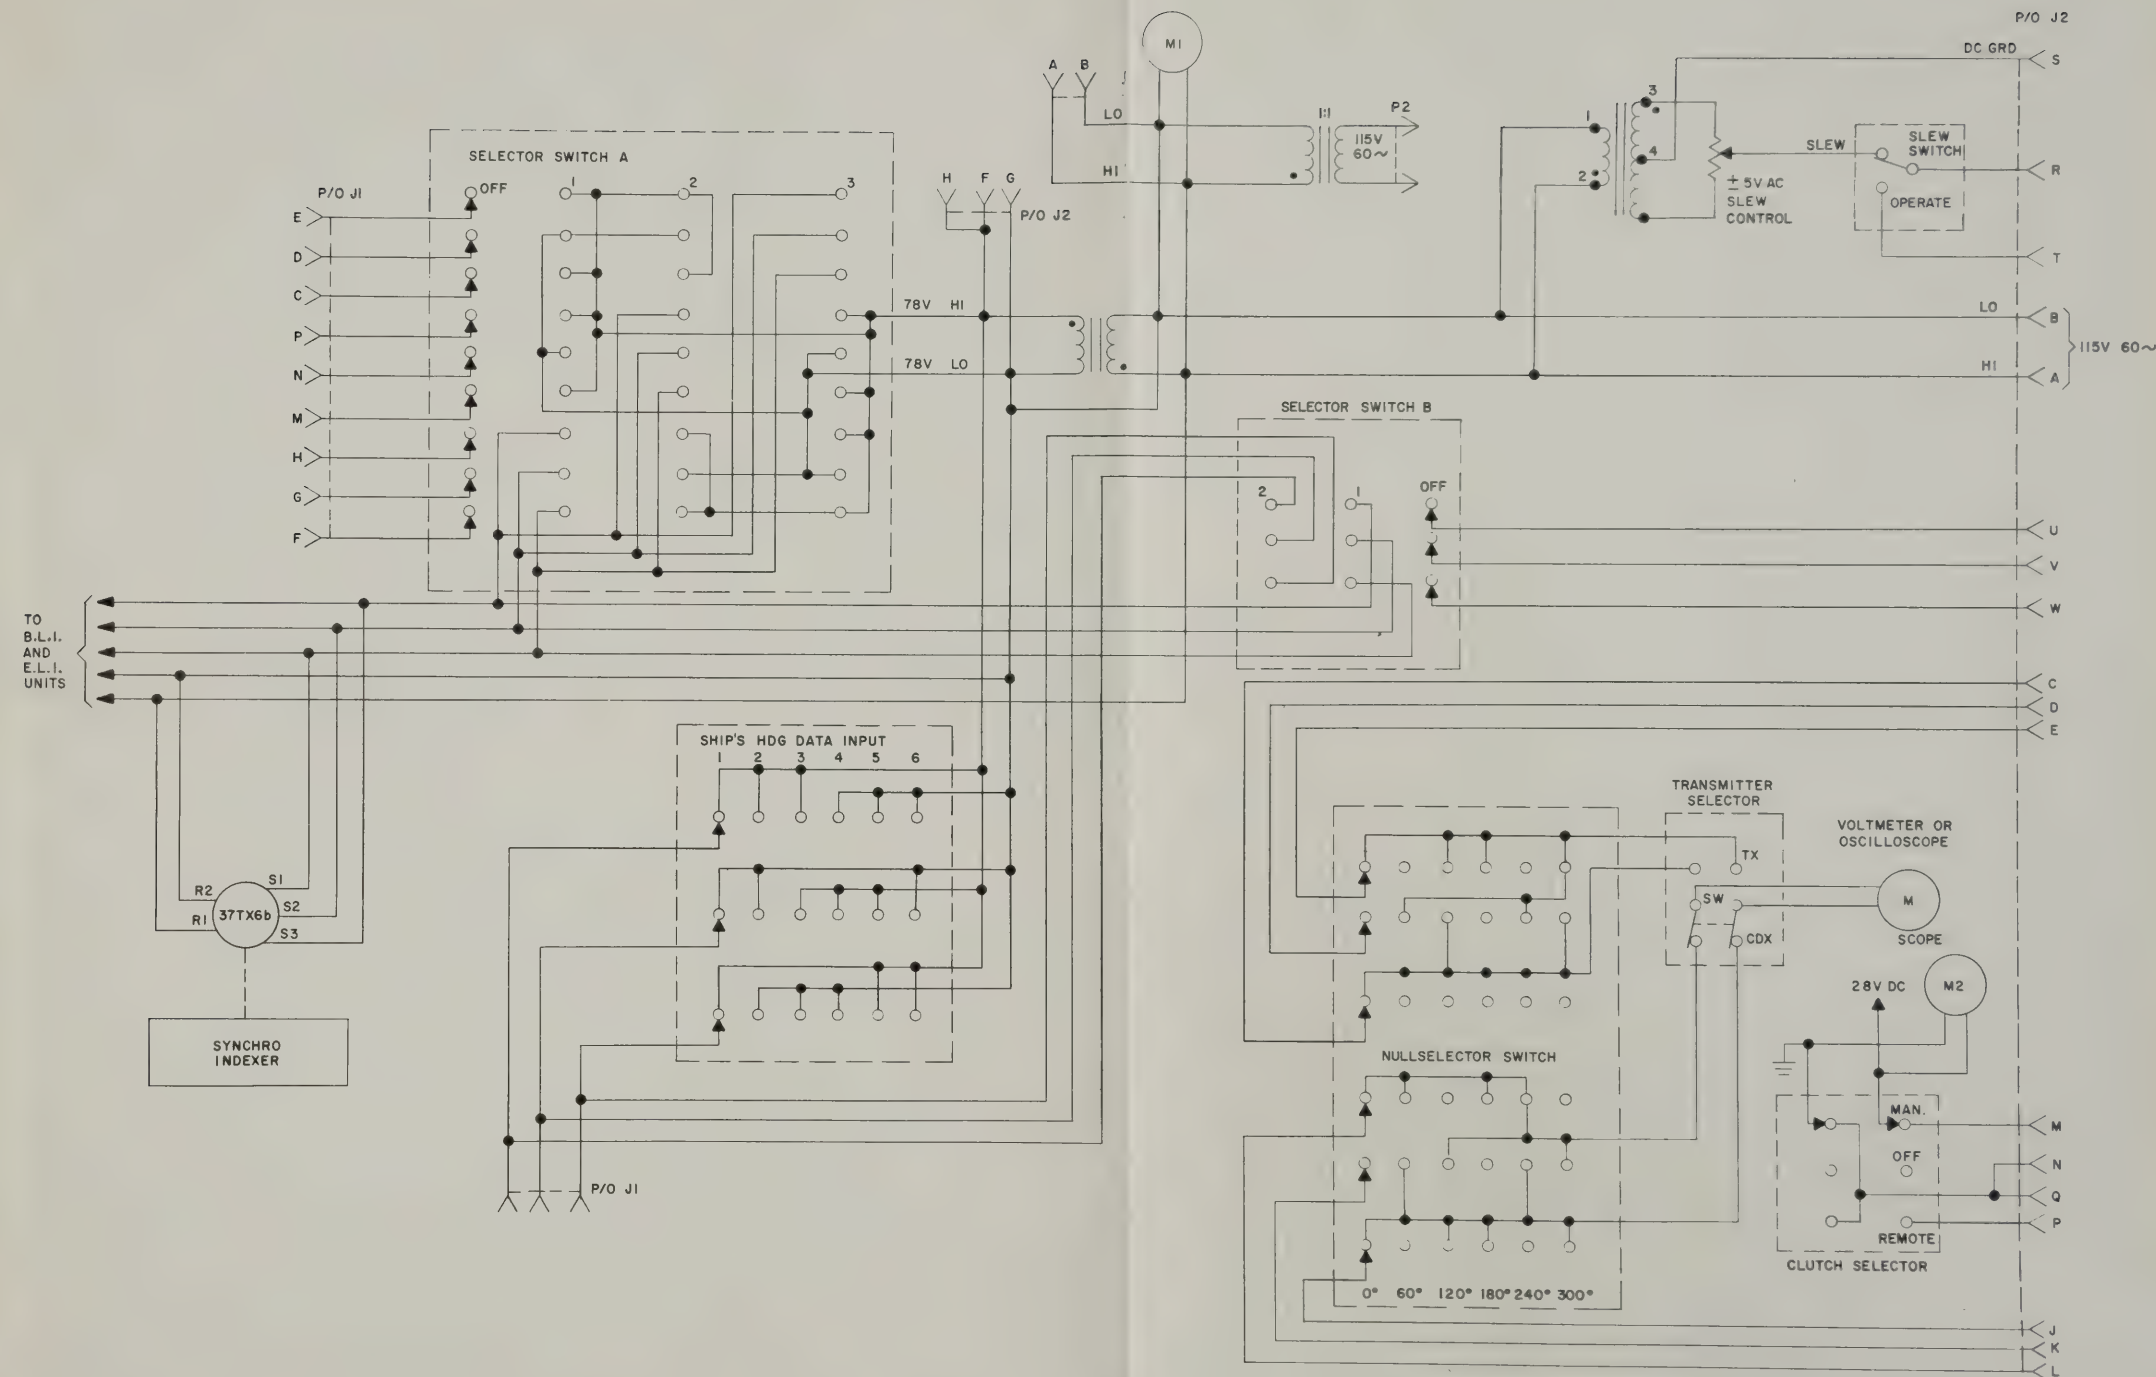 P/O J2
M1
DC GRD
S
A B
3
LO
1:1
P2
1
115V
60~
SLEW
SLEW
SWITCH
4
SELECTOR SWITCH A
HI
2
R
± 5V AC
SLEW
CONTROL
OPERATE
P/O J1
OFF
1
2
3
H F G
P/O J2
E
D
T
C
78V HI
LO
B
P
115V 60~
78V LO
HI
A
N
M
SELECTOR SWITCH B
H
G
2
1
OFF
F
U
V
W
TO
B.L.I.
AND
E.L.I.
UNITS
C
D
E
SHIP'S HDG DATA INPUT
1 2 3 4 5 6
TRANSMITTER
SELECTOR
VOLTMETER OR
OSCILLOSCOPE
TX
R2
S1
37TX6b
S2
R1
S3
SW
M
CDX
SCOPE
28V DC
M2
SYNCHRO
INDEXER
NULLSELECTOR SWITCH
MAN.
M
OFF
N
P/O J1
Q
P
REMOTE
CLUTCH SELECTOR
0° 60° 120° 180° 240° 300°
J
K
L